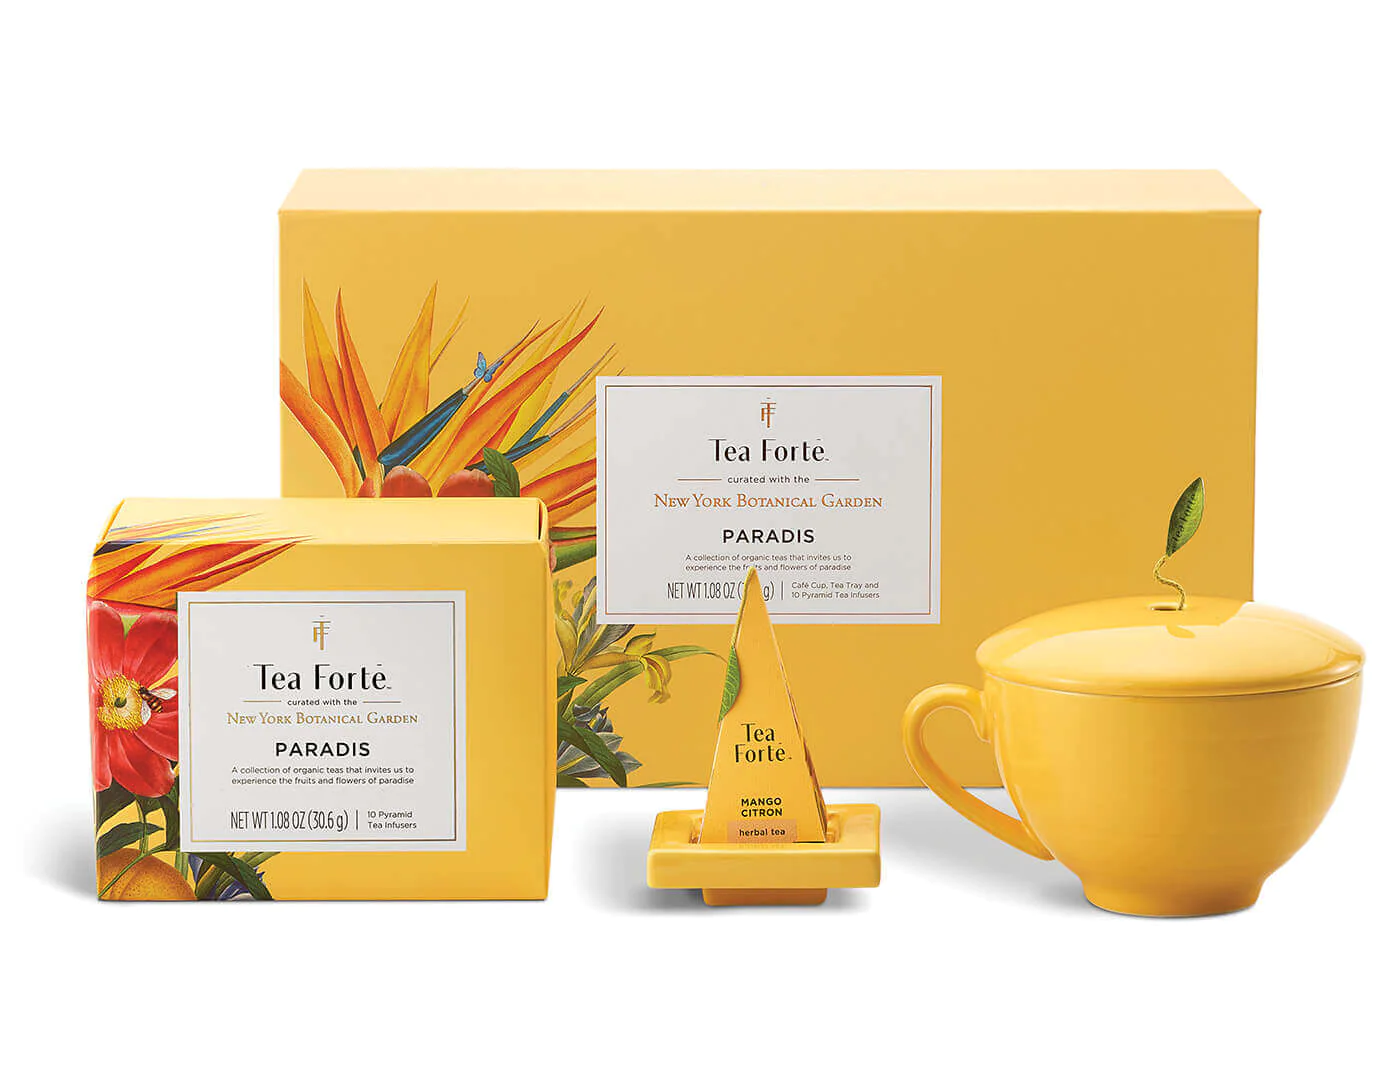 Tea Forté
curated with the
NEW YORK BOTANICAL GARDEN
PARADIS
A collection of organic teas that invites us to
experience the fruits and flowers of paradise
NET WT 1.08 OZ ( g)
Café Cup, Tea Tray and
10 Pyramid Tea Infusers
Tea Forté
curated with the
NEW YORK BOTANICAL GARDEN
PARADIS
A collection of organic teas that invites us to
experience the fruits and flowers of paradise
NET WT 1.08 OZ (30.6 g)
10 Pyramid
Tea Infusers
Tea
Forté
MANGO
CITRON
herbal tea